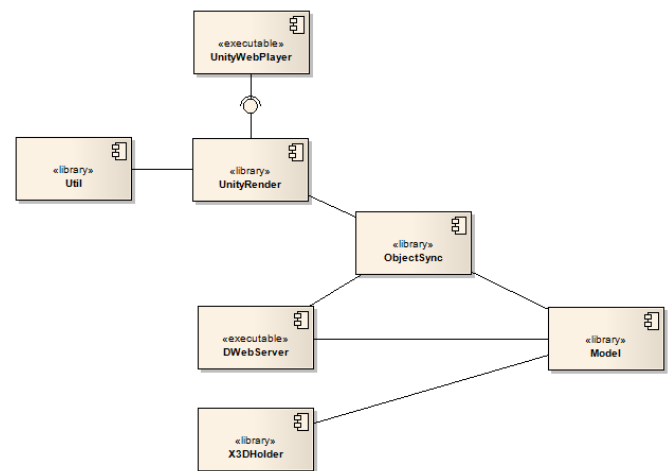 «executable»
UnityWebPlayer
«library»
Util
«library»
UnityRender
«library»
ObjectSync
«executable»
DWebServer
«library»
Model
«library»
X3DHolder